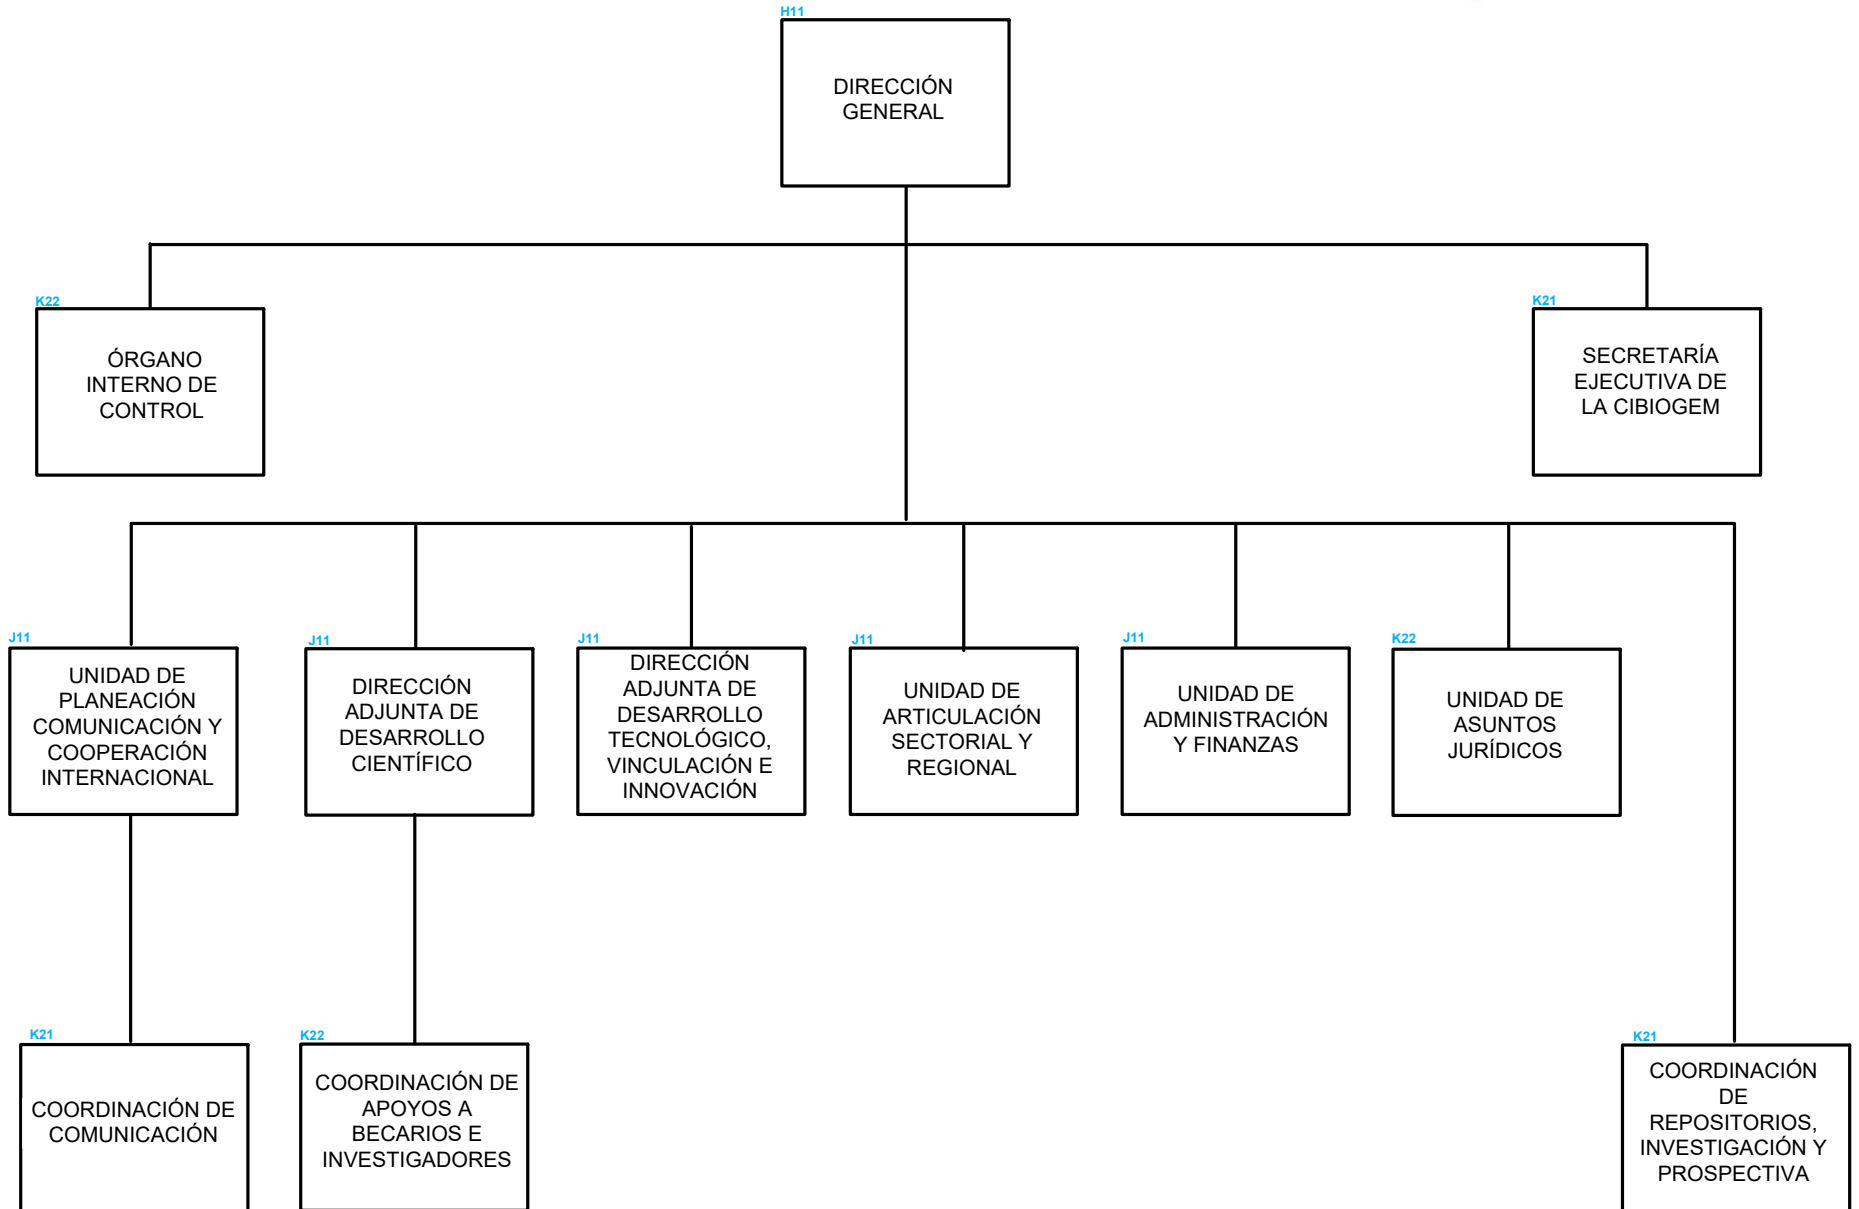 H11
DIRECCIÓN
GENERAL
K22
ÓRGANO
INTERNO DE
CONTROL
K21
SECRETARÍA
EJECUTIVA DE
LA CIBIOGEM
J11
UNIDAD DE
PLANEACIÓN
COMUNICACIÓN Y
COOPERACIÓN
INTERNACIONAL
J11
DIRECCIÓN
ADJUNTA DE
DESARROLLO
CIENTÍFICO
J11
DIRECCIÓN
ADJUNTA DE
DESARROLLO
TECNOLÓGICO,
VINCULACIÓN E
INNOVACIÓN
J11
UNIDAD DE
ARTICULACIÓN
SECTORIAL Y
REGIONAL
J11
UNIDAD DE
ADMINISTRACIÓN
Y FINANZAS
K22
UNIDAD DE
ASUNTOS
JURÍDICOS
K21
COORDINACIÓN DE
COMUNICACIÓN
K22
COORDINACIÓN DE
APOYOS A
BECARIOS E
INVESTIGADORES
K21
COORDINACIÓN
DE
REPOSITORIOS,
INVESTIGACIÓN Y
PROSPECTIVA